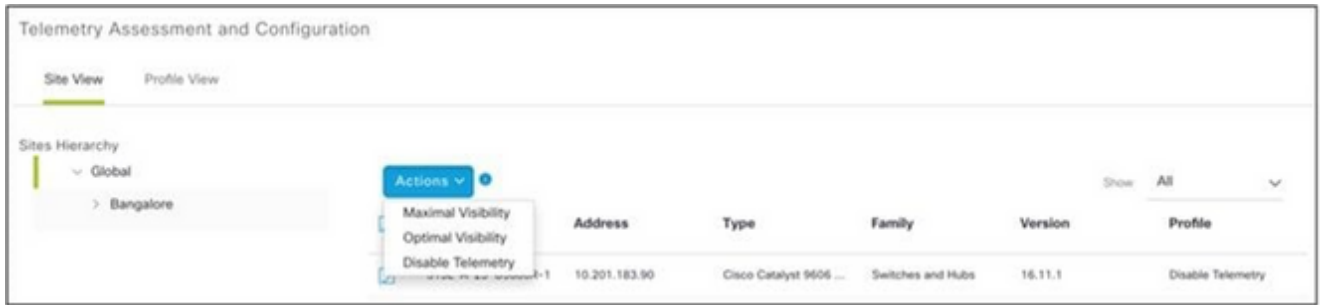 Telemetry Assessment and Configuration
Site View Profile View
Sites Hierarchy
Global
Bangalore
Actions
Show All
Maximal Visibility
Optimal Visibility
Disable Telemetry
Address Type Family Version Profile
10.201.183.90 Cisco Catalyst 9606 ... Switches and Hubs 16.11.1 Disable Telemetry